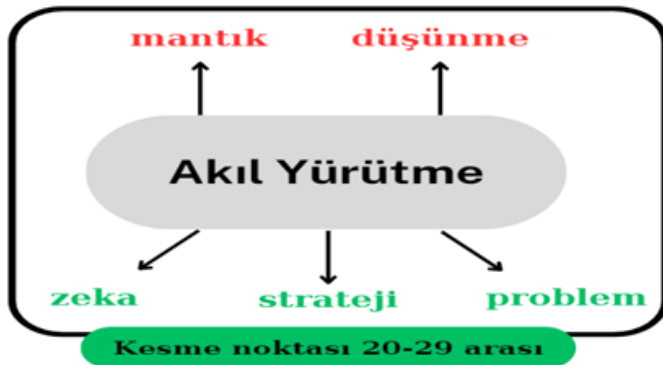 mantık düşünme
Akıl Yürütme
zeka strateji problem
Kesme noktası 20-29 arası